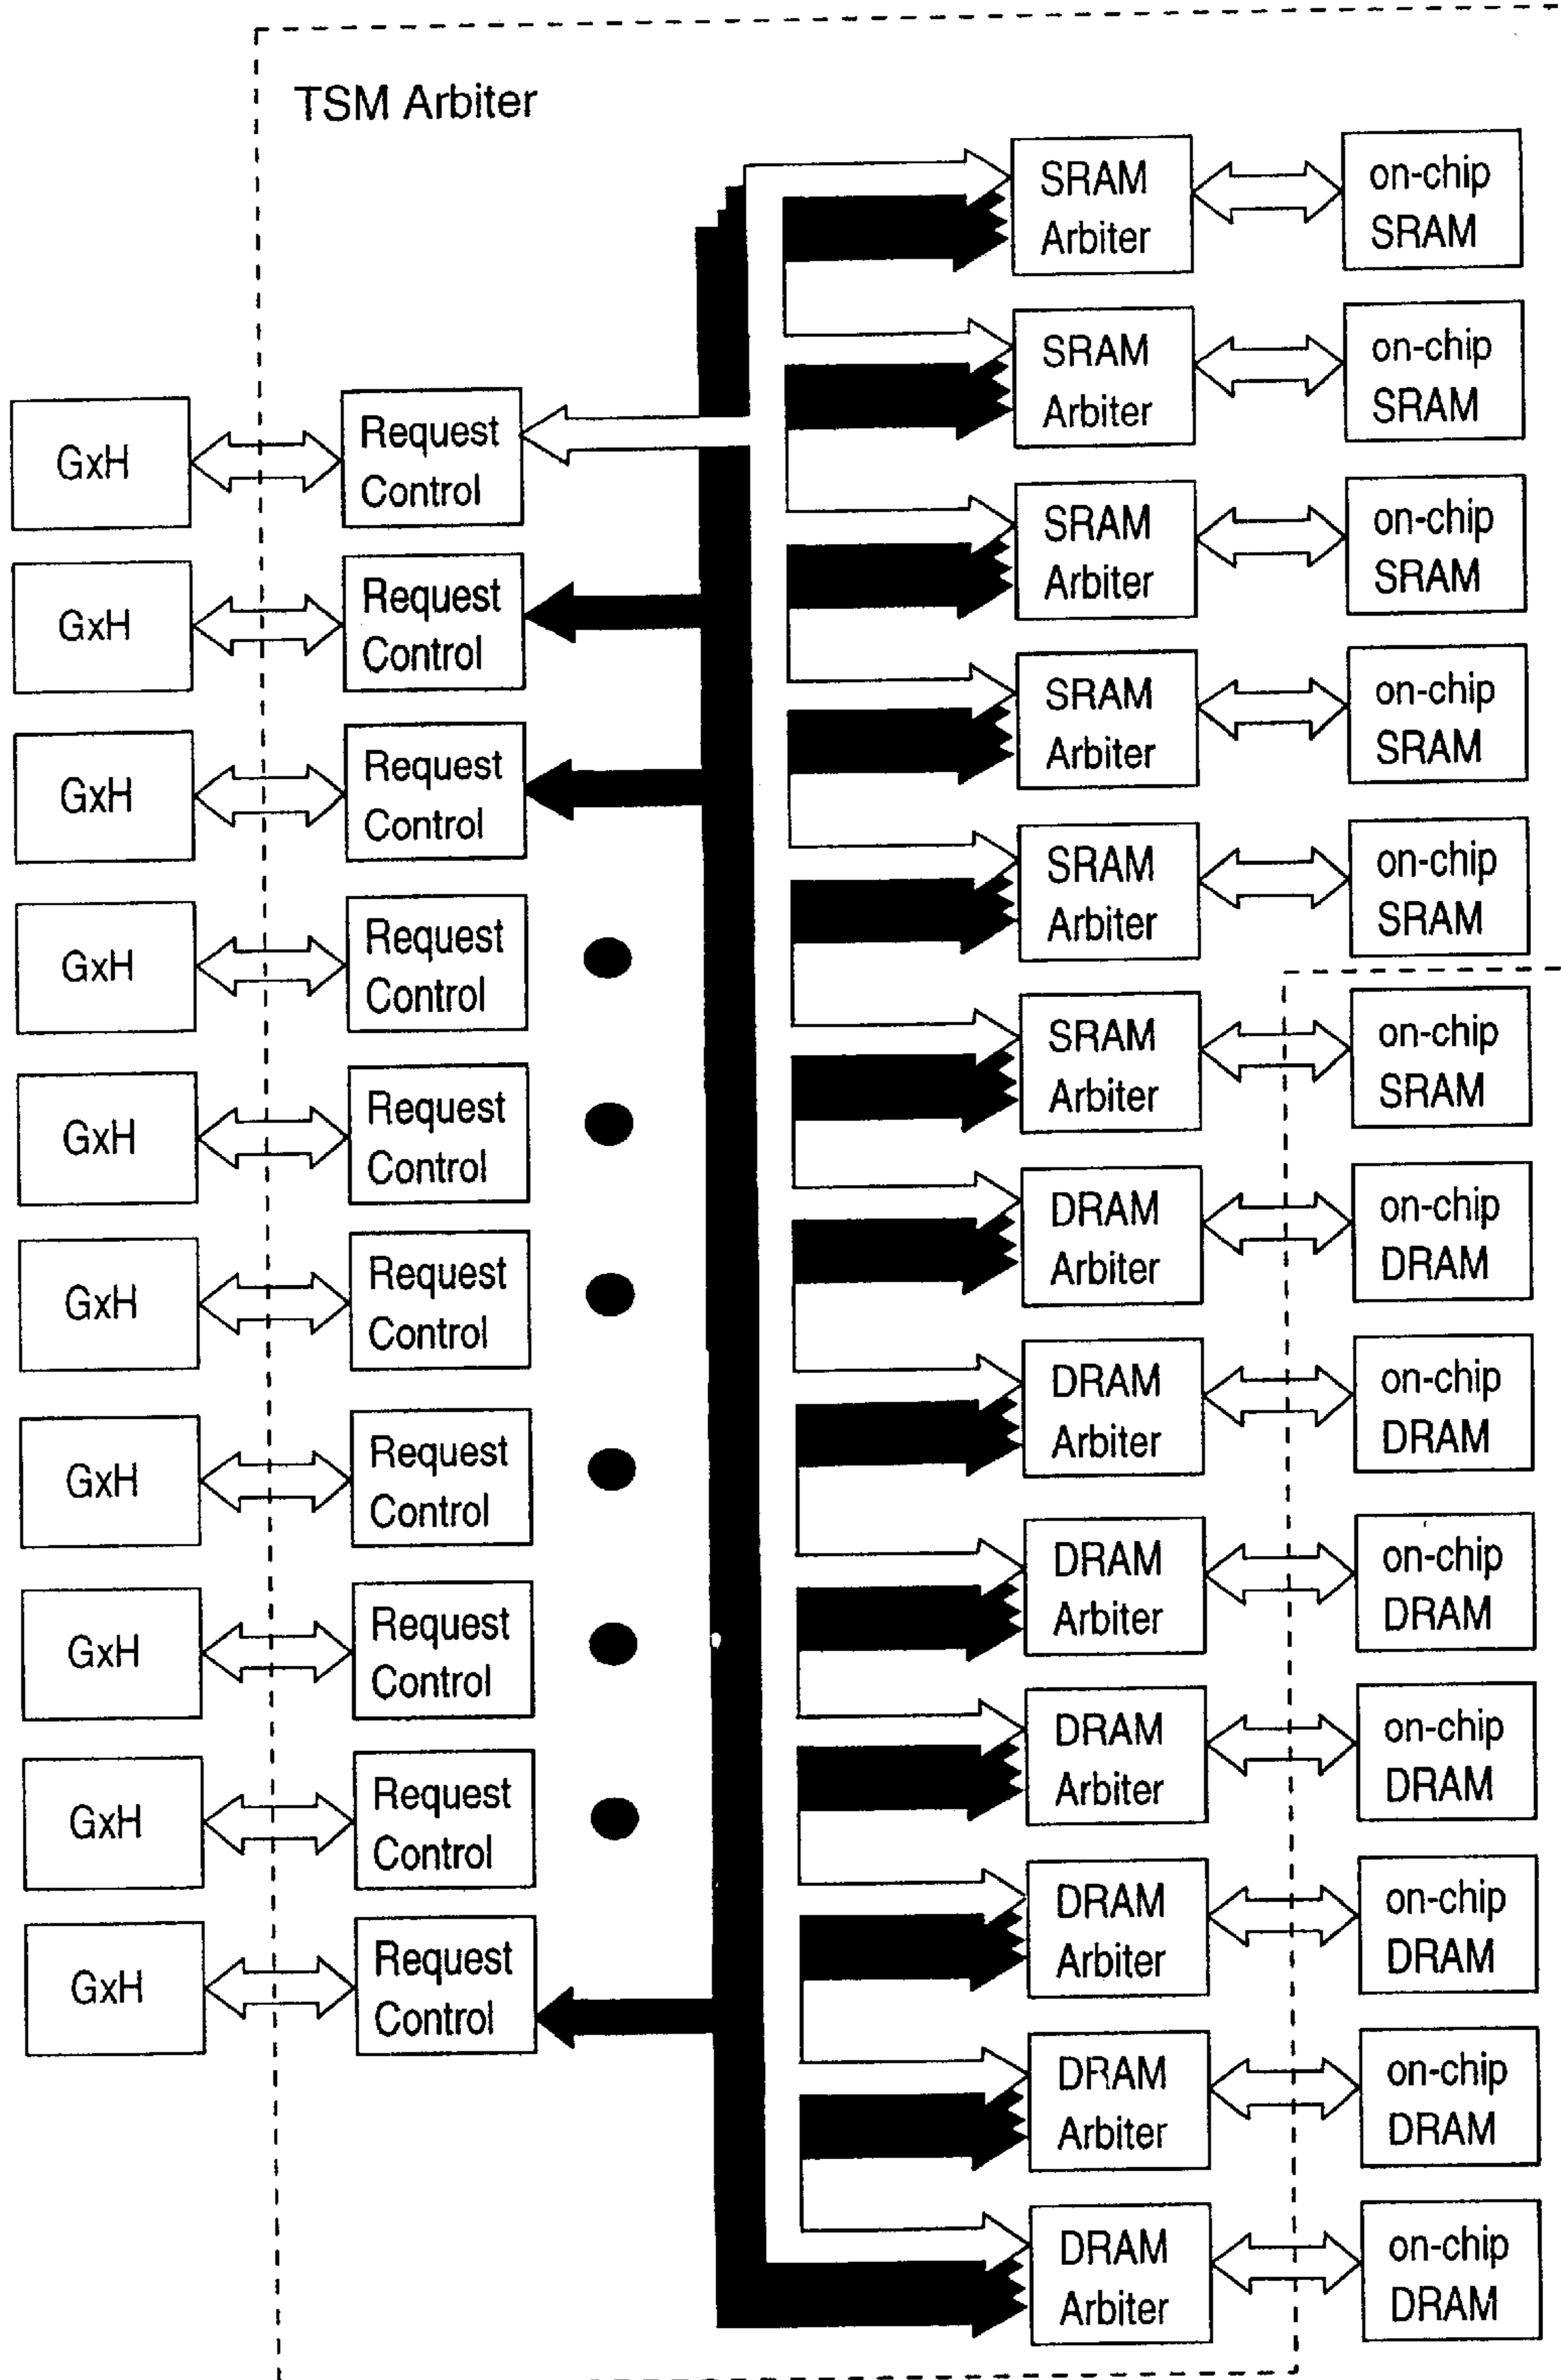 TSM Arbiter
GxH
GxH
GxH
GxH
GxH
GxH
GxH
GxH
GxH
GxH
Request
Control
Request
Control
Request
Control
Request
Control
Request
Control
Request
Control
Request
Control
Request
Control
Request
Control
Request
Control
SRAM
Arbiter
SRAM
Arbiter
SRAM
Arbiter
SRAM
Arbiter
SRAM
Arbiter
SRAM
Arbiter
DRAM
Arbiter
DRAM
Arbiter
DRAM
Arbiter
DRAM
Arbiter
DRAM
Arbiter
DRAM
Arbiter
DRAM
Arbiter
on-chip
SRAM
on-chip
SRAM
on-chip
SRAM
on-chip
SRAM
on-chip
SRAM
on-chip
SRAM
on-chip
DRAM
on-chip
DRAM
on-chip
DRAM
on-chip
DRAM
on-chip
DRAM
on-chip
DRAM
on-chip
DRAM